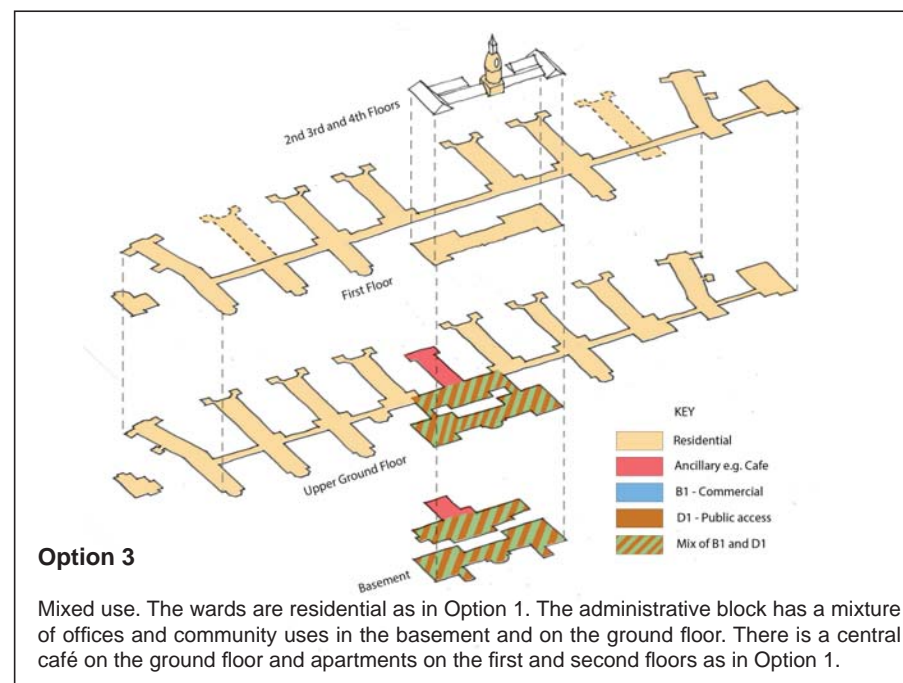 2nd 3rd and 4th Floors
First Floor
Upper Ground Floor
Basement
KEY
Residential
Ancillary e.g. Cafe
B1 - Commercial
D1 - Public access
Mix of B1 and D1
Option 3
Mixed use. The wards are residential as in Option 1. The administrative block has a mixture
of offices and community uses in the basement and on the ground floor. There is a central
café on the ground floor and apartments on the first and second floors as in Option 1.